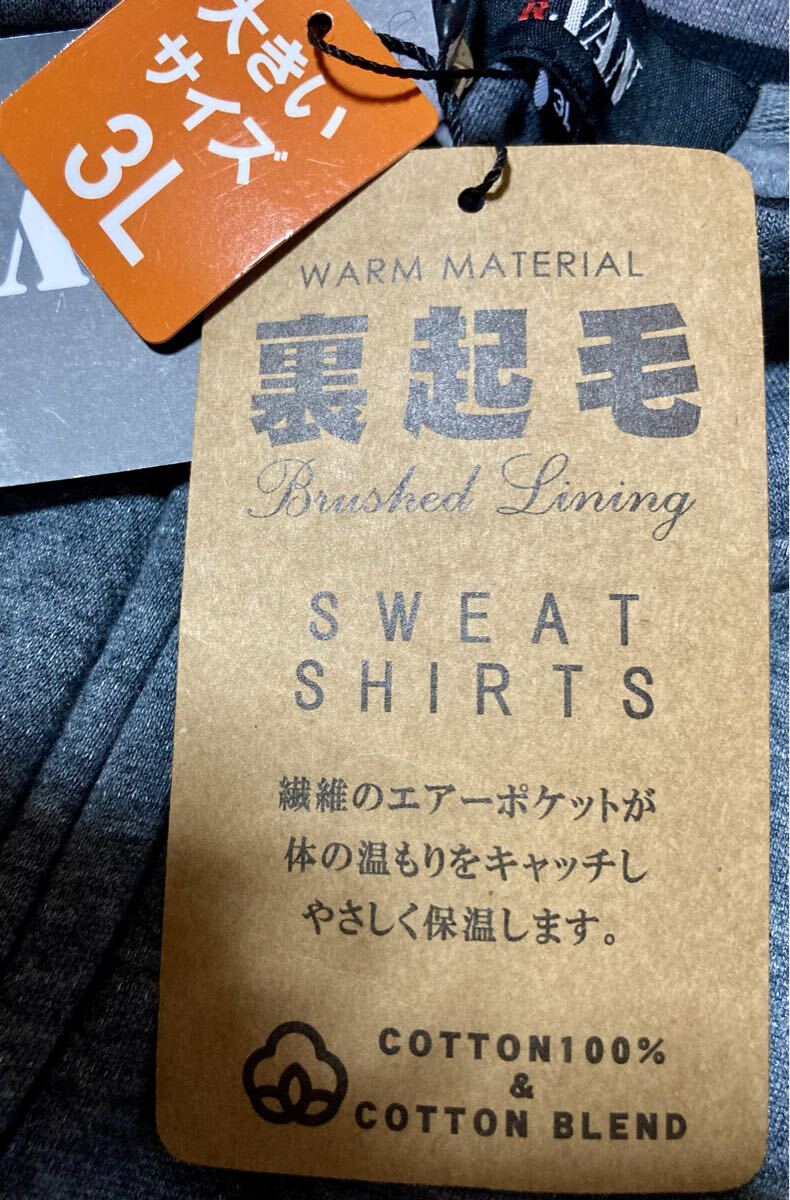 大きい
サイズ
3L
R.VAN
3L
WARM MATERIAL
裏起毛
Brushed Lining
SWEAT
SHIRTS
繊維のエアーポケットが
体の温もりをキャッチし
やさしく保温します。
COTTON100%
&
COTTON BLEND